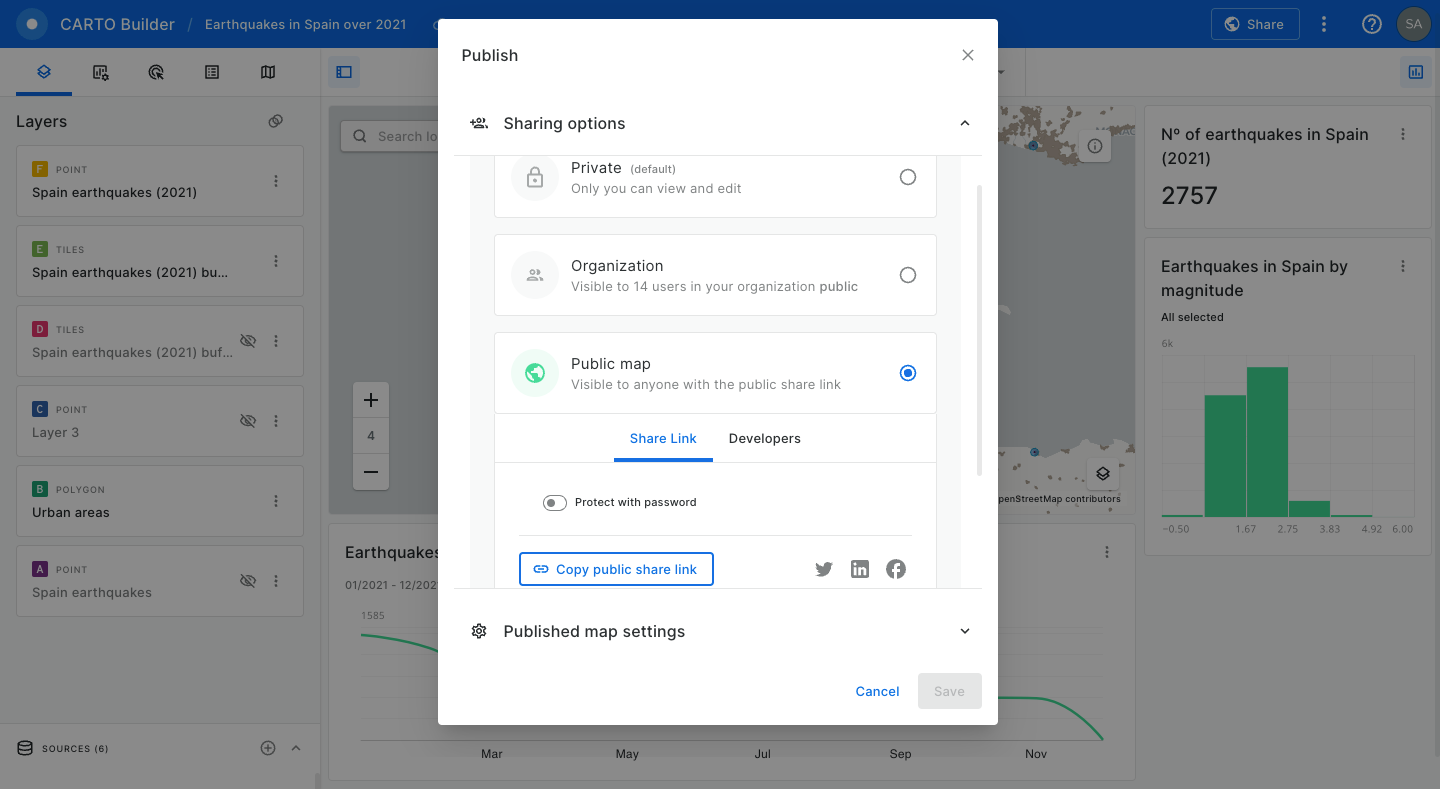 CARTO Builder / Earthquakes in Spain over 2021
Share
SA
Layers
F POINT
Spain earthquakes (2021)
E TILES
Spain earthquakes (2021) bu...
D TILES
Spain earthquakes (2021) buf...
C POINT
Layer 3
B POLYGON
Urban areas
A POINT
Spain earthquakes
SOURCES (6)
Search lo
4
penStreetMap contributors
Earthquakes
01/2021 - 12/202
1585
Mar May Jul Sep Nov
Publish
Sharing options
Private (default)
Only you can view and edit
Organization
Visible to 14 users in your organization public
Public map
Visible to anyone with the public share link
Share Link Developers
Protect with password
Copy public share link
Published map settings
Cancel Save
Nº of earthquakes in Spain
(2021)
2757
Earthquakes in Spain by
magnitude
All selected
6k
−0.50 1.67 2.75 3.83 4.92 6.00